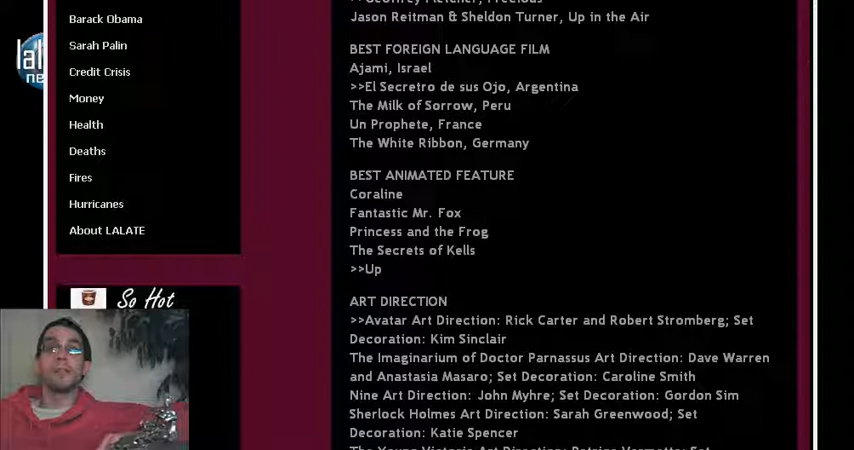 Barack Obama
Sarah Palin
Credit Crisis
Money
Health
Deaths
Fires
Hurricanes
About LALATE
lal
ne
So Hot
Jason Reitman & Sheldon Turner, Up in the Air
BEST FOREIGN LANGUAGE FILM
Ajami, Israel
>>El Secretro de sus Ojo, Argentina
The Milk of Sorrow, Peru
Un Prophete, France
The White Ribbon, Germany
BEST ANIMATED FEATURE
Coraline
Fantastic Mr. Fox
Princess and the Frog
The Secrets of Kells
>>Up
ART DIRECTION
>>Avatar Art Direction: Rick Carter and Robert Stromberg; Set
Decoration: Kim Sinclair
The Imaginarium of Doctor Parnassus Art Direction: Dave Warren
and Anastasia Masaro; Set Decoration: Caroline Smith
Nine Art Direction: John Myhre; Set Decoration: Gordon Sim
Sherlock Holmes Art Direction: Sarah Greenwood; Set
Decoration: Katie Spencer